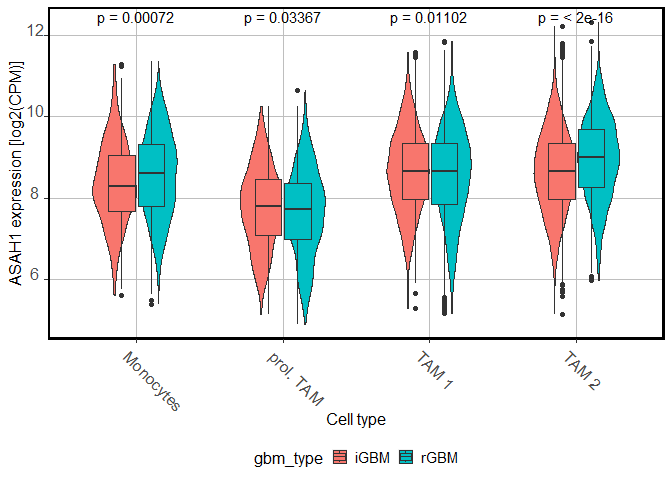 p = 0.00072 p = 0.03367 p = 0.01102 p = < 2e-16
12
10
8
6
ASAH1 expression [log2(CPM)]
Monocytes
prol. TAM
TAM 1
TAM 2
Cell type
gbm_type iGBM rGBM